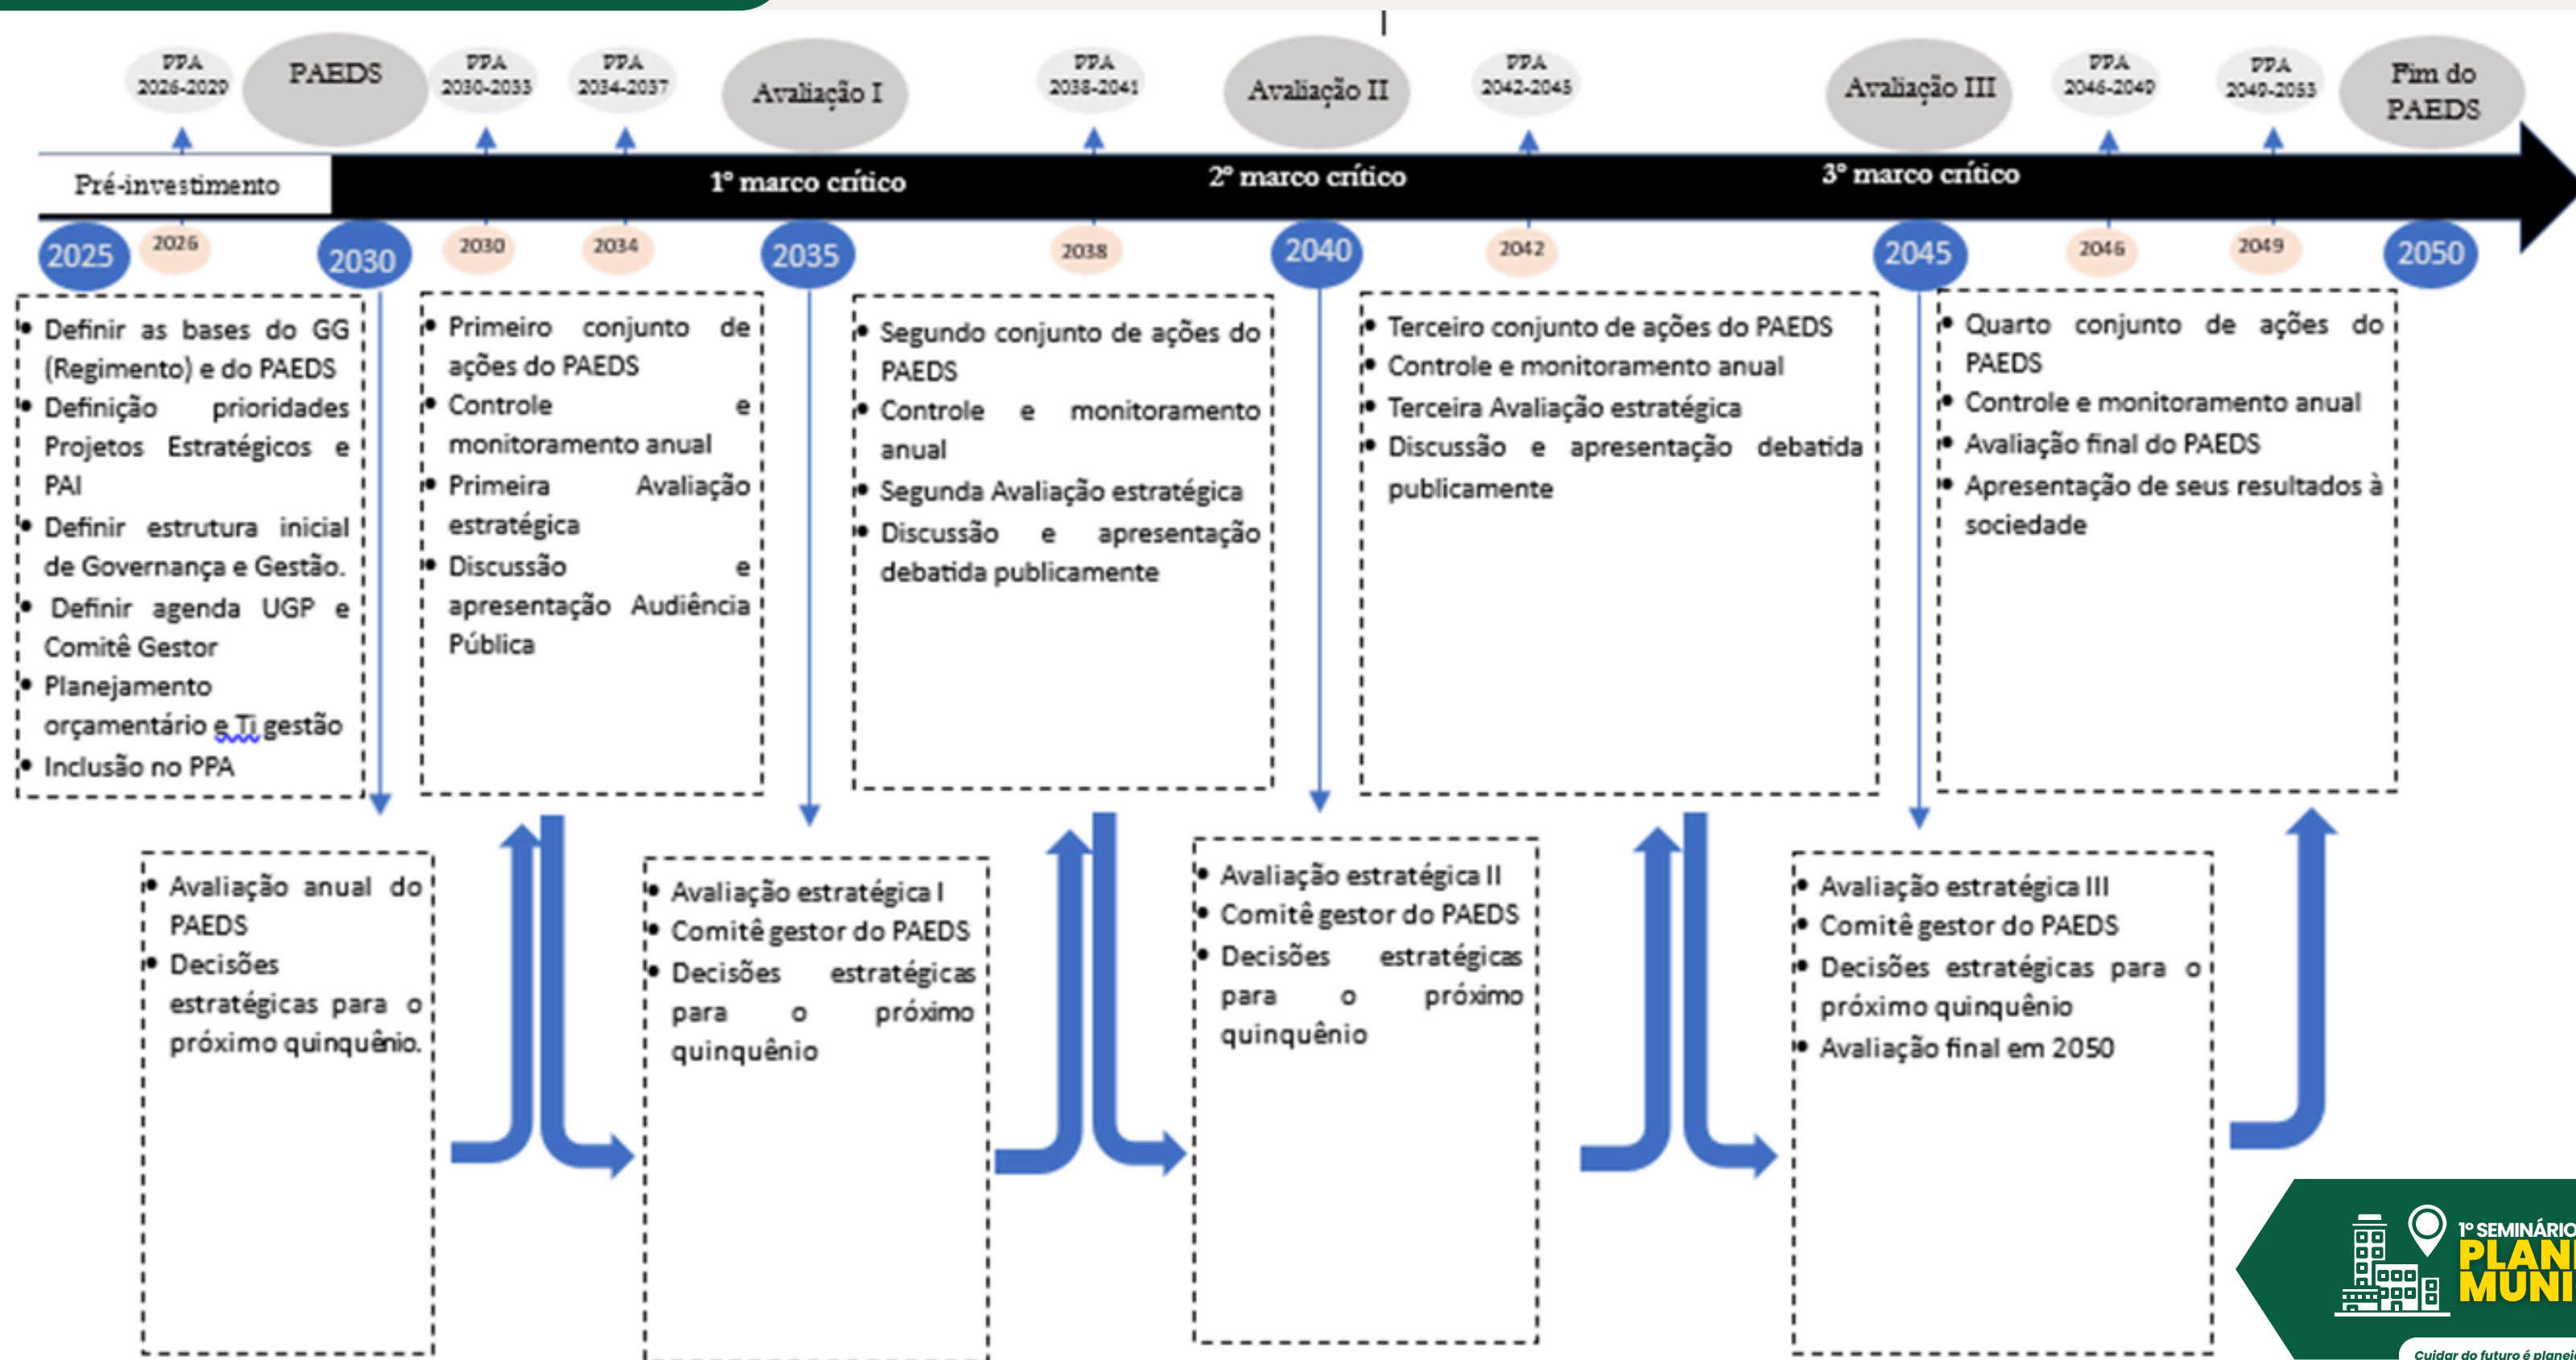 PPA
2026-2029
PAEDS
PPA
2030-2033
PPA
2034-2037
Avaliação I
PPA
2038-2041
Avaliação II
PPA
2042-2045
Avaliação III
PPA
2046-2049
PPA
2049-2053
Fim do
PAEDS
Pré-investimento
1º marco crítico
2º marco crítico
3º marco crítico
2025
2026
2030
2030
2034
2035
2038
2040
2042
2045
2046
2049
2050
• Definir as bases do GG
(Regimento) e do PAEDS
• Definição prioridades
Projetos Estratégicos e
PAI
• Definir estrutura inicial
de Governança e Gestão.
• Definir agenda UGP e
Comitê Gestor
• Planejamento
orçamentário e Ti gestão
• Inclusão no PPA
• Primeiro conjunto de
ações do PAEDS
• Controle e
monitoramento anual
• Primeira Avaliação
estratégica
• Discussão e
apresentação Audiência
Pública
• Segundo conjunto de ações do
PAEDS
• Controle e monitoramento
anual
• Segunda Avaliação estratégica
• Discussão e apresentação
debatida publicamente
• Terceiro conjunto de ações do PAEDS
• Controle e monitoramento anual
• Terceira Avaliação estratégica
• Discussão e apresentação debatida
publicamente
• Quarto conjunto de ações do
PAEDS
• Controle e monitoramento anual
• Avaliação final do PAEDS
• Apresentação de seus resultados à
sociedade
• Avaliação anual do
PAEDS
• Decisões
estratégicas para o
próximo quinquênio.
• Avaliação estratégica I
• Comitê gestor do PAEDS
• Decisões estratégicas
para o próximo
quinquênio
• Avaliação estratégica II
• Comitê gestor do PAEDS
• Decisões estratégicas
para o próximo
quinquênio
• Avaliação estratégica III
• Comitê gestor do PAEDS
• Decisões estratégicas para o
próximo quinquênio
• Avaliação final em 2050
1º SEMINÁRIO
PLAN
MUNI
Cuidar do futuro é